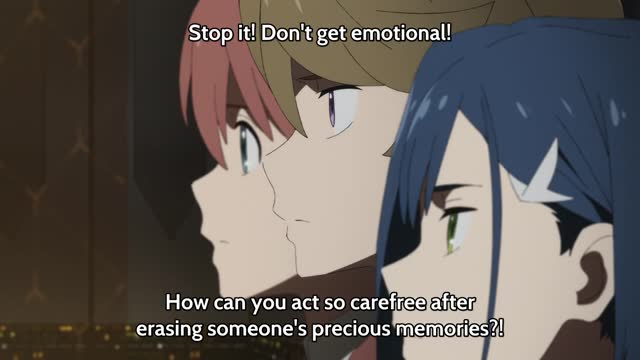 Stop it! Don't get emotional!
How can you act so carefree after
erasing someone's precious memories?!